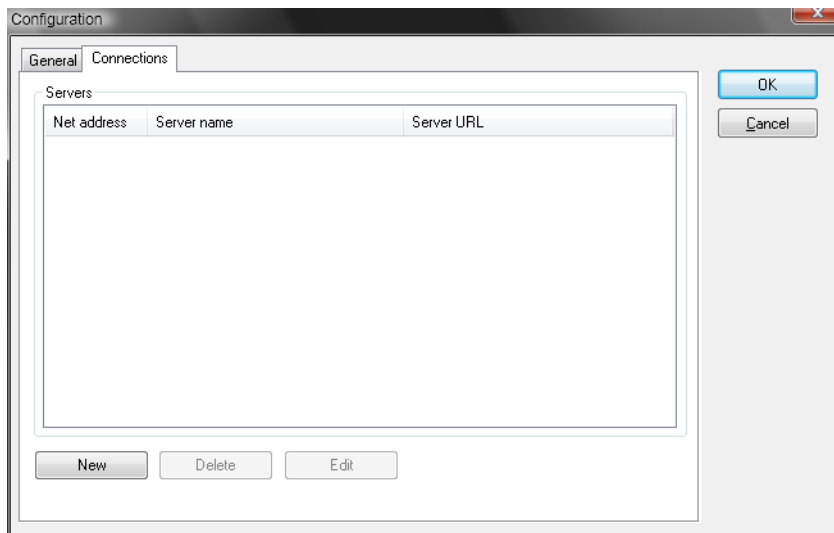 Configuration
General Connections
Servers
Net address Server name Server URL
OK
Cancel
New Delete Edit